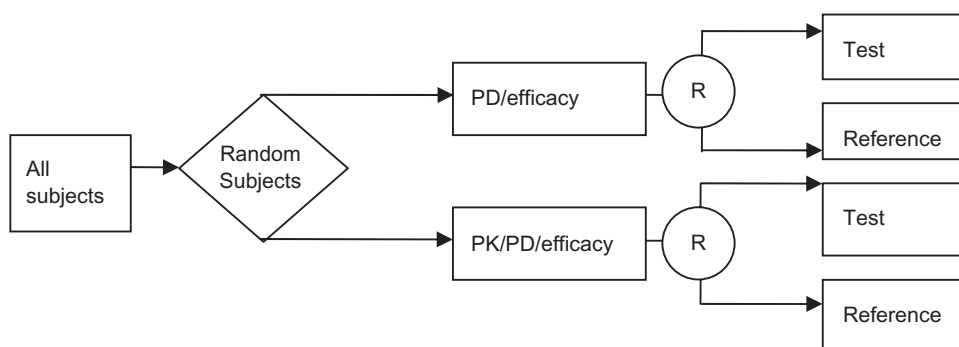 All
subjects
Random
Subjects
PD/efficacy
R
Test
Reference
PK/PD/efficacy
R
Test
Reference